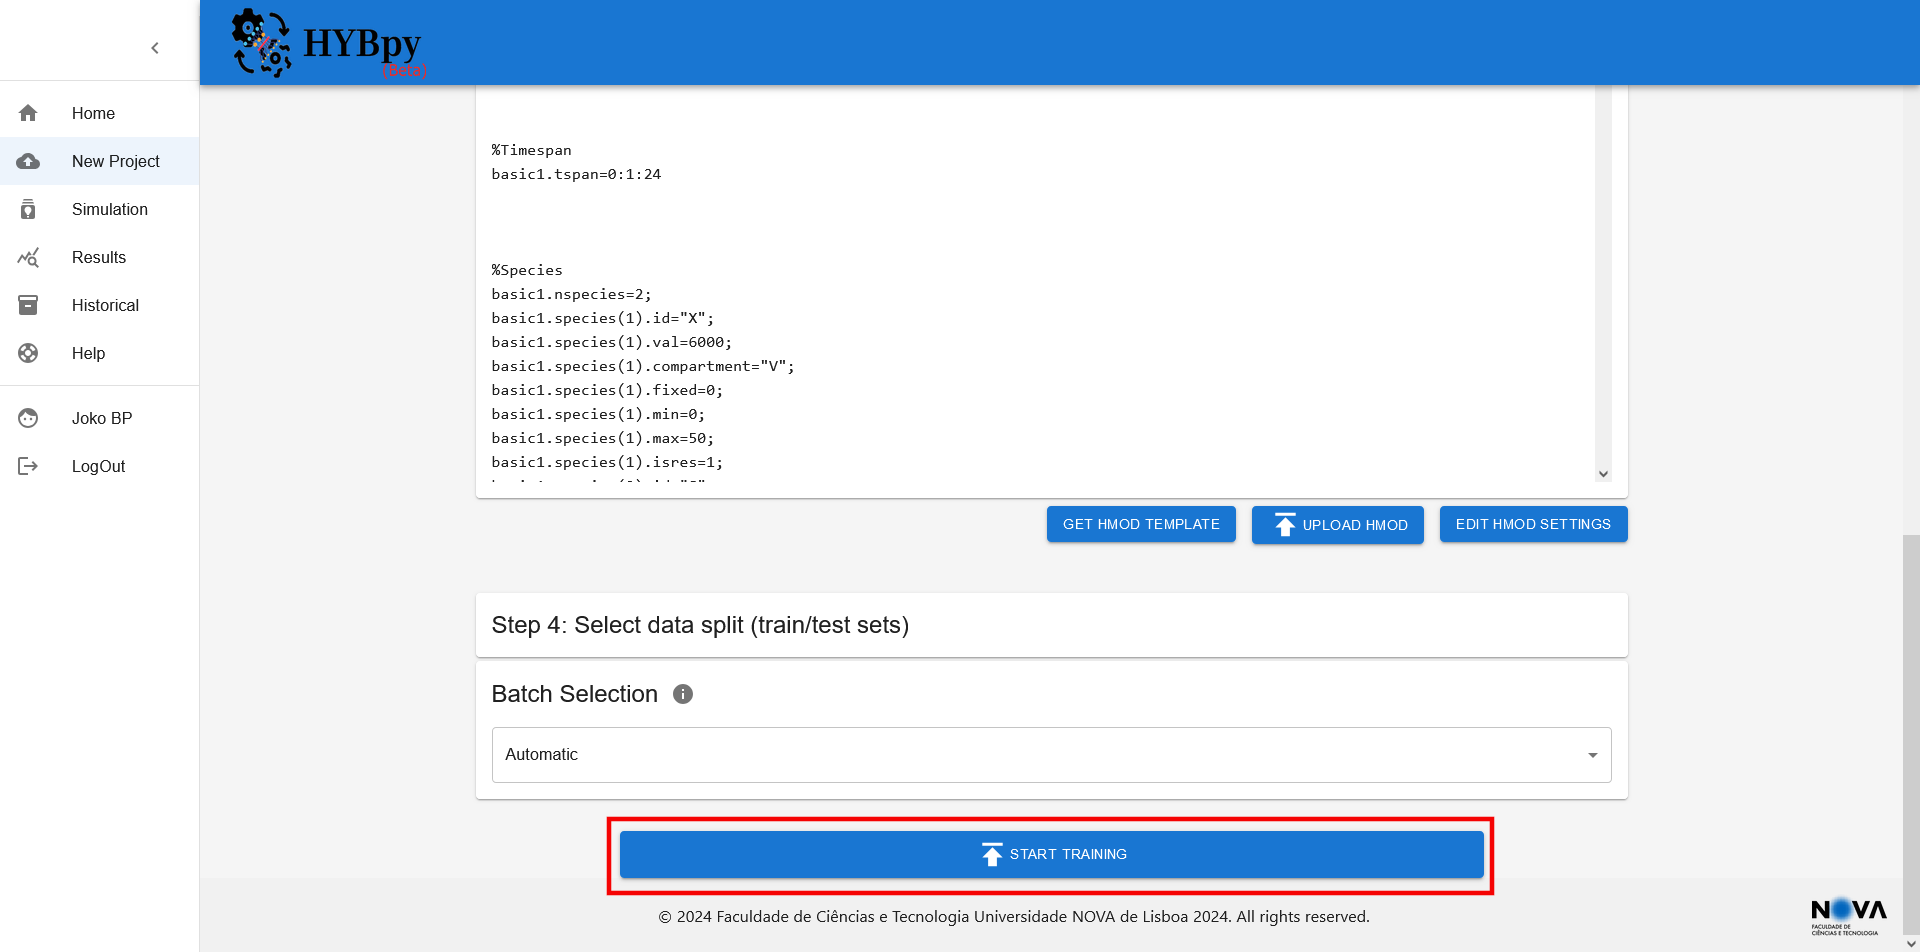 HYBpy
(Beta)
Home
New Project
Simulation
Results
Historical
Help
Joko BP
LogOut
%Timespan
basic1.tspan=0:1:24
%Species
basic1.nspecies=2;
basic1.species(1).id="X";
basic1.species(1).val=6000;
basic1.species(1).compartment="V";
basic1.species(1).fixed=0;
basic1.species(1).min=0;
basic1.species(1).max=50;
basic1.species(1).isres=1;
GET HMOD TEMPLATE
UPLOAD HMOD
EDIT HMOD SETTINGS
Step 4: Select data split (train/test sets)
Batch Selection
Automatic
START TRAINING
© 2024 Faculdade de Ciências e Tecnologia Universidade NOVA de Lisboa 2024. All rights reserved.
NOVA
FACULDADE DE
CIÊNCIAS E TECNOLOGIA